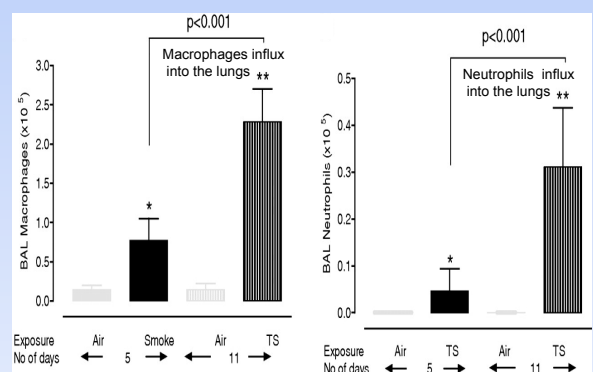 p<0.001
Macrophages influx
into the lungs
**
*
BAL Macrophages (x10 5)
3.0
2.5
2.0
1.5
1.0
0.5
0.0
Exposure Air Smoke Air TS
No of days 5 11
p<0.001
Neutrophils influx
into the lungs
**
*
BAL Neutrophils (x10 5)
0.5
0.4
0.3
0.2
0.1
0.0
Exposure Air TS Air TS
No of days 5 11